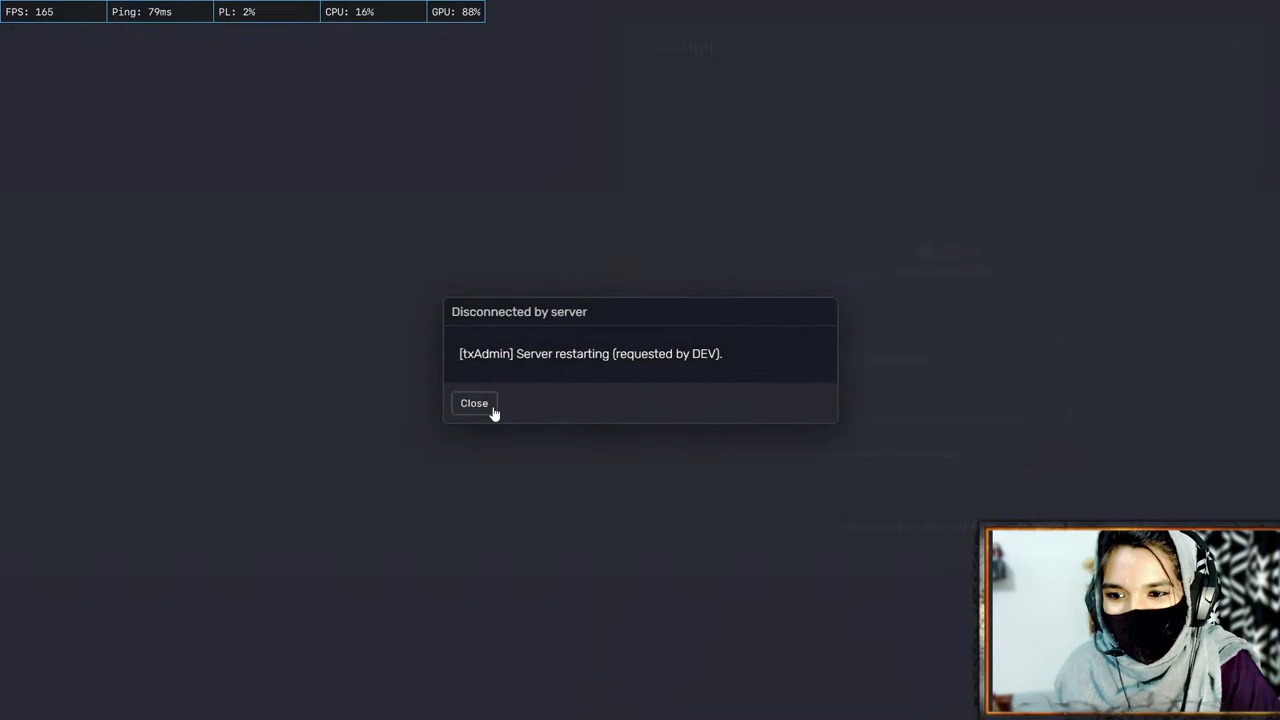 FPS: 165 Ping: 79ms PL: 2% CPU: 16% GPU: 88%
Disconnected by server
[txAdmin] Server restarting (requested by DEV).
Close